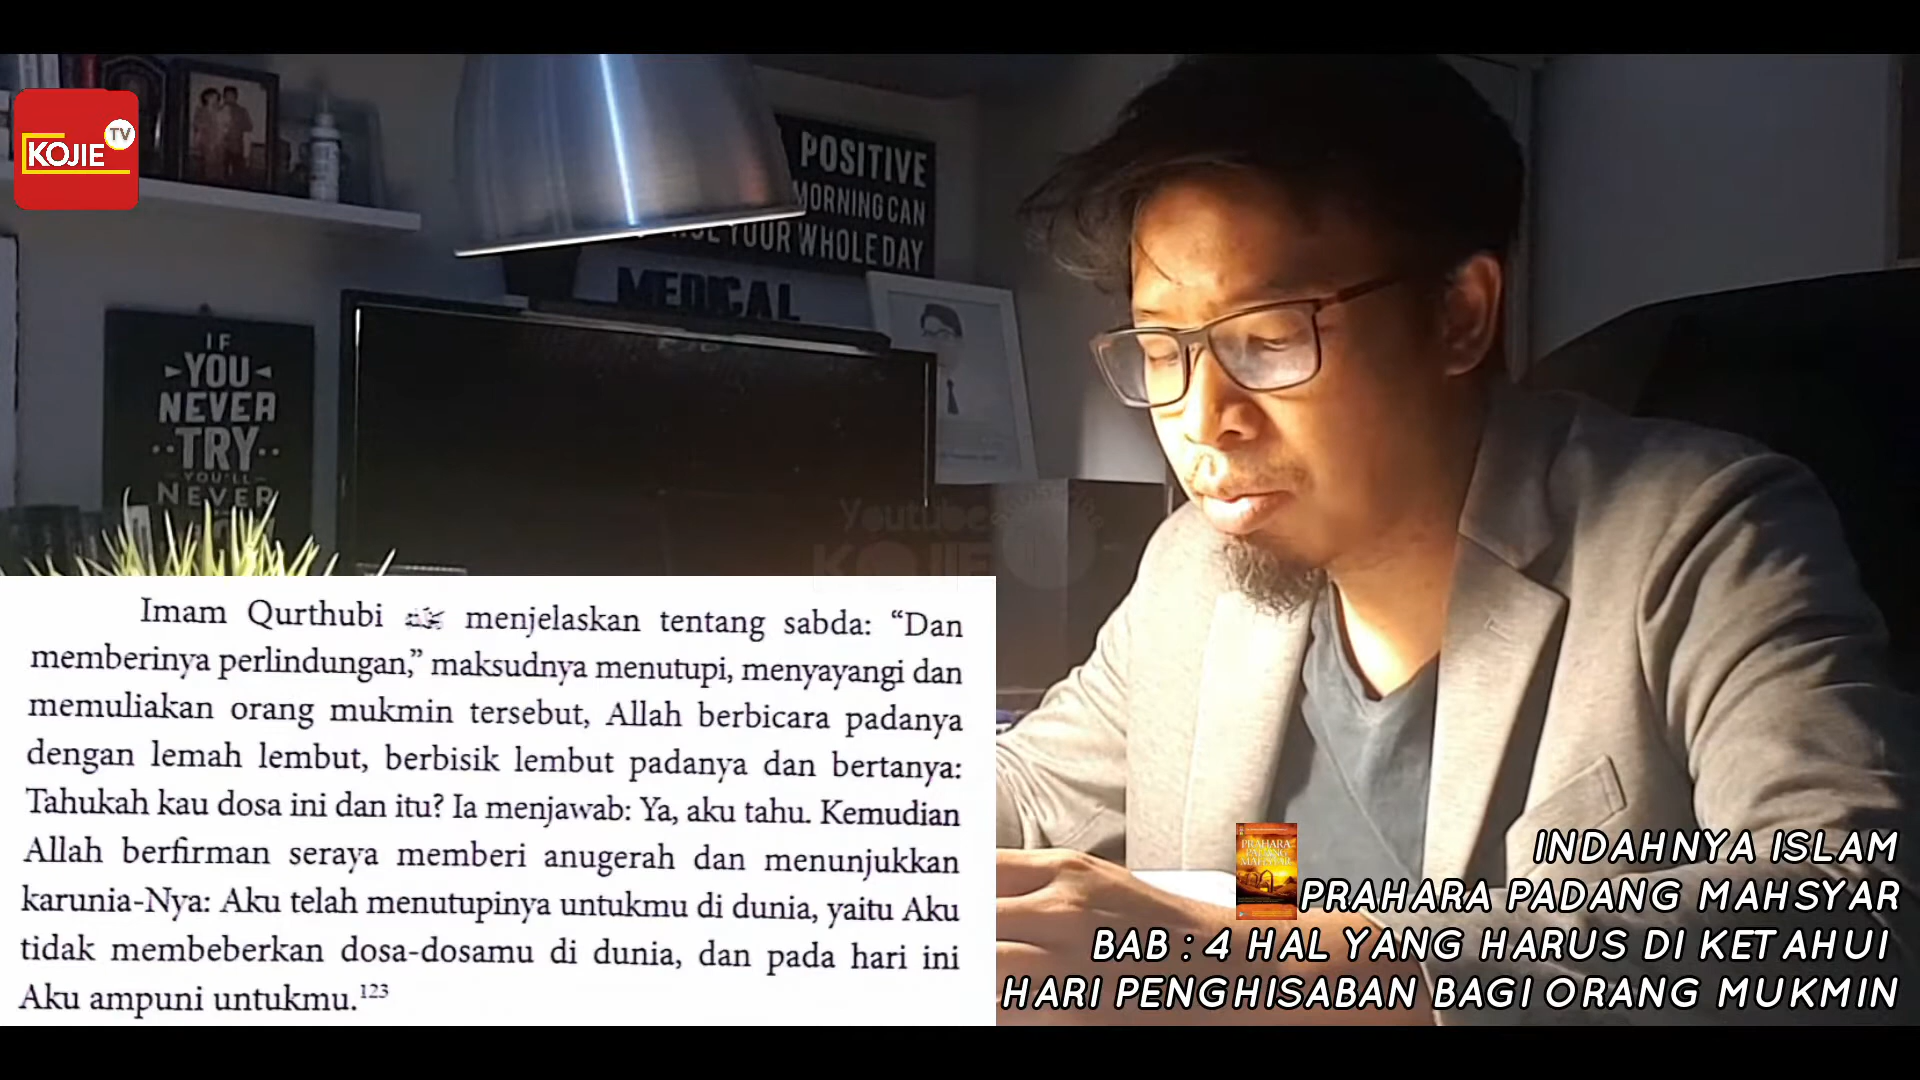 KOJIE TV
POSITIVE
MORNING CAN
YOUR WHOLE DAY
MEDICAL
IF
YOU
NEVER
TRY
YOU'LL
NEVER
Youtube
KOJIE
Imam Qurthubi menjelaskan tentang sabda: “Dan
memberinya perlindungan,” maksudnya menutupi, menyayangi dan
memuliakan orang mukmin tersebut, Allah berbicara padanya
dengan lemah lembut, berbisik lembut padanya dan bertanya:
Tahukah kau dosa ini dan itu? Ia menjawab: Ya, aku tahu. Kemudian
Allah berfirman seraya memberi anugerah dan menunjukkan
karunia-Nya: Aku telah menutupinya untukmu di dunia, yaitu Aku
tidak membeberkan dosa-dosamu di dunia, dan pada hari ini
Aku ampuni untukmu.123
PRAHARA
PADANG
MAHSYAR
INDAHNYA ISLAM
PRAHARA PADANG MAHSYAR
BAB : 4 HAL YANG HARUS DI KETAHUI
HARI PENGHISABAN BAGI ORANG MUKMIN